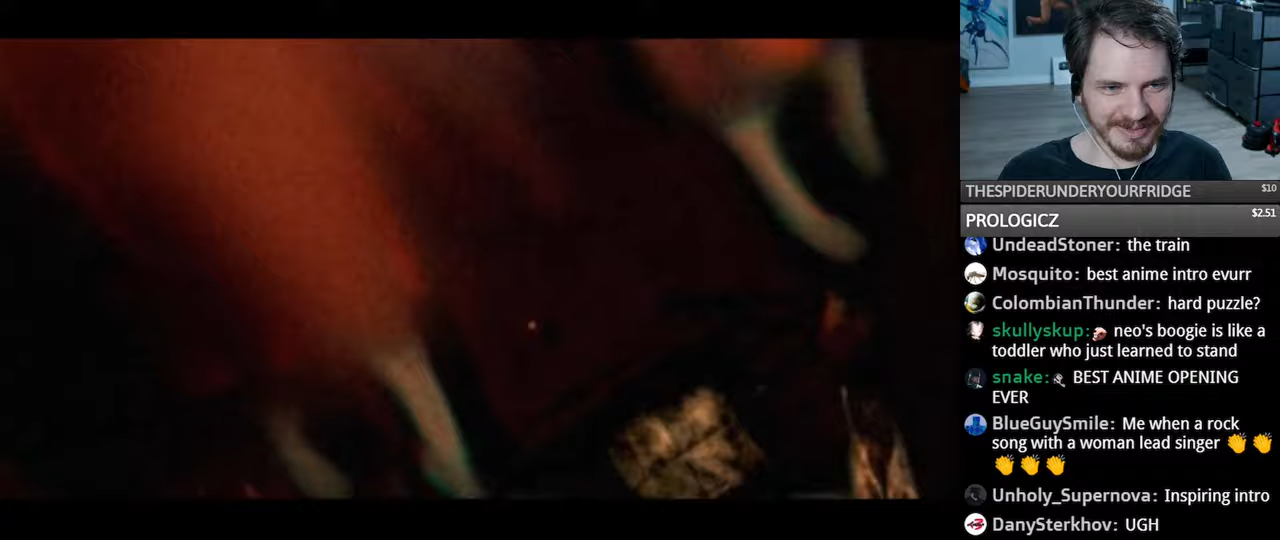 THESPIDERUNDERYOURFRIDGE $10
PROLOGICZ $2.51
UndeadStoner: the train
Mosquito: best anime intro evurr
ColombianThunder: hard puzzle?
skullyskup: neo's boogie is like a
toddler who just learned to stand
snake: BEST ANIME OPENING
EVER
BlueGuySmile: Me when a rock
song with a woman lead singer 👏 👏
👏 👏 👏
Unholy_Supernova: Inspiring intro
DanySterkhov: UGH